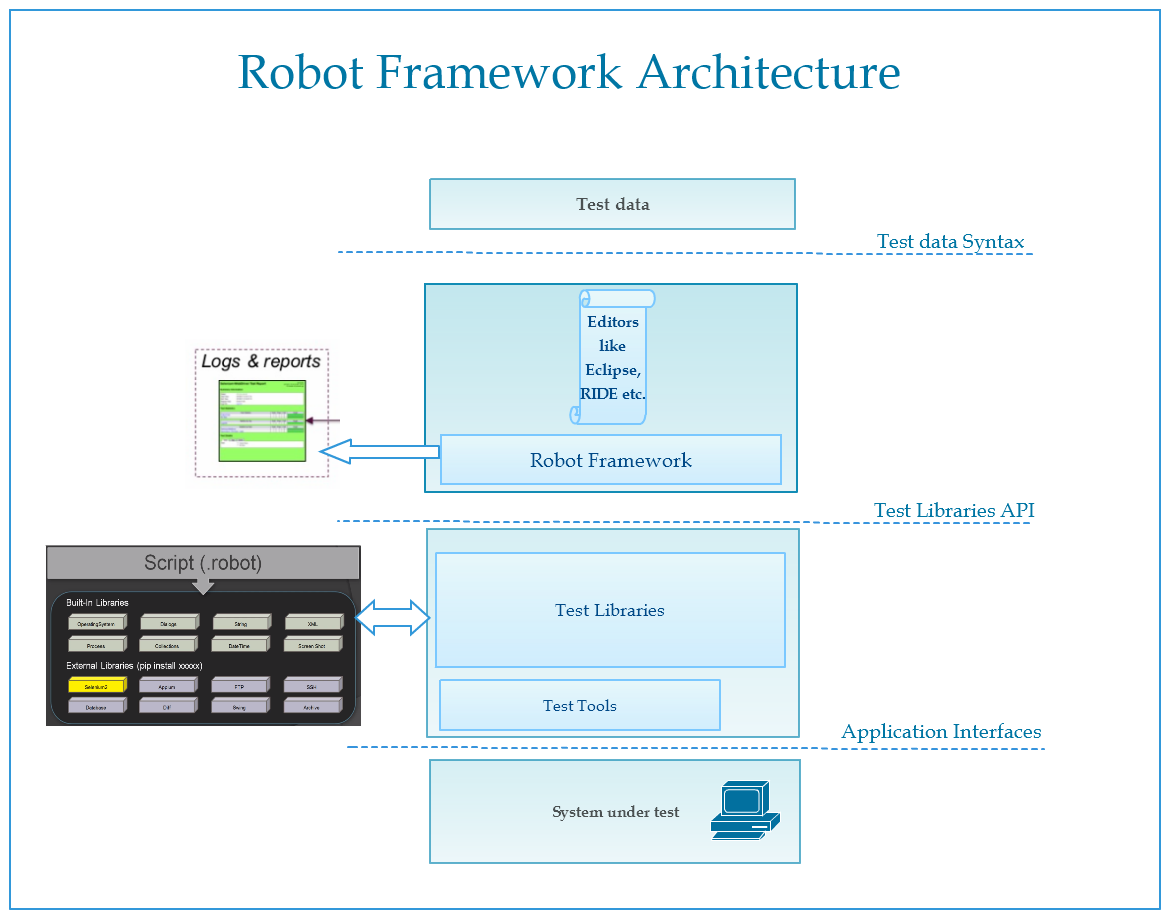 Robot Framework Architecture
Test data
Test data Syntax
Editors
like
Eclipse,
RIDE etc.
Logs & reports
Robot Framework
Test Libraries API
Script (.robot)
Built-In Libraries
OperatingSystem
Dialogs
String
XML
Process
Collections
DateTime
Screen Shot
External Libraries (pip install xxxxx)
Selenium2
Appium
FTP
SSH
Database
Diff
Swing
Archive
Test Libraries
Test Tools
Application Interfaces
System under test